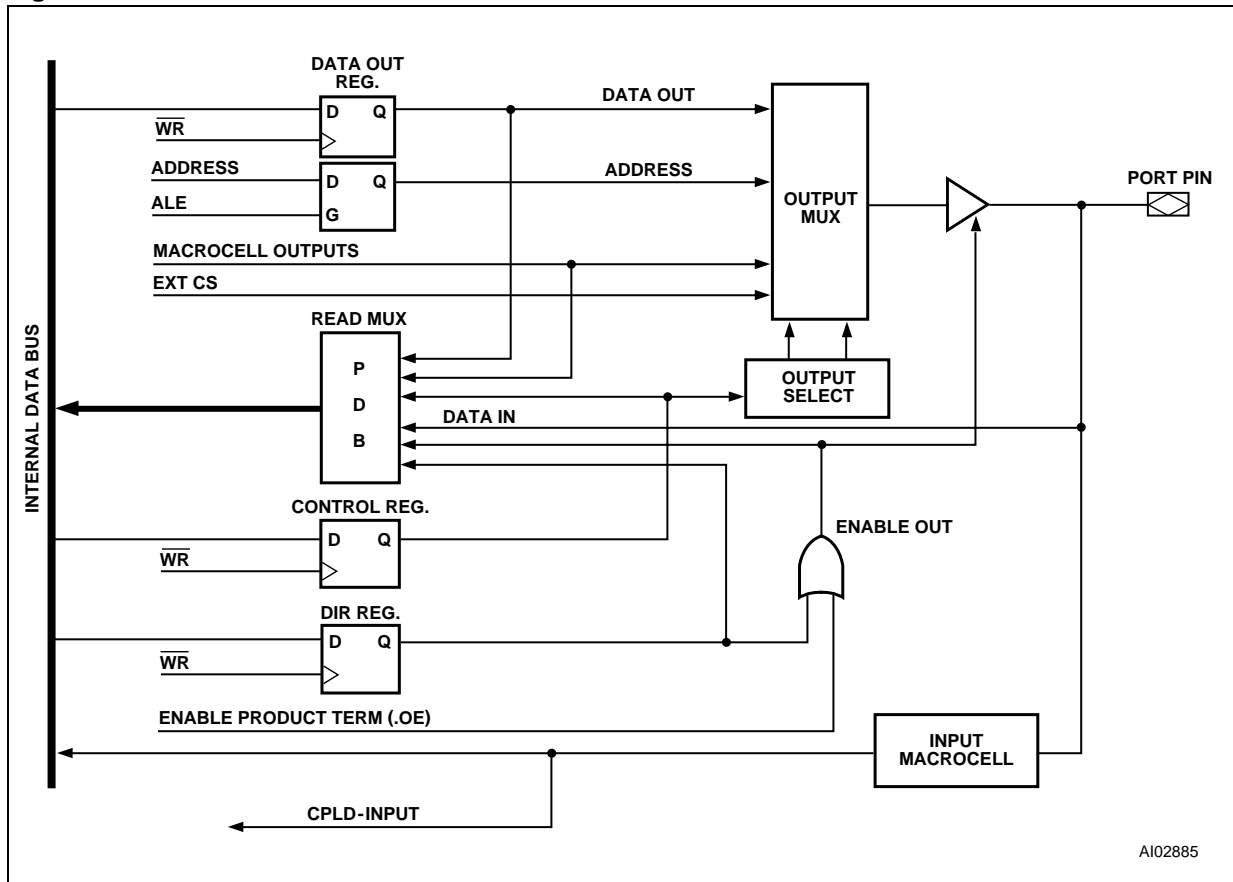 DATA OUT
REG.
D Q
WR
DATA OUT
ADDRESS
D Q
ALE
G
ADDRESS
OUTPUT
MUX
PORT PIN
MACROCELL OUTPUTS
EXT CS
READ MUX
P
D
B
OUTPUT
SELECT
DATA IN
INTERNAL DATA BUS
CONTROL REG.
D Q
WR
ENABLE OUT
DIR REG.
D Q
WR
ENABLE PRODUCT TERM (.OE)
INPUT
MACROCELL
CPLD-INPUT
AI02885